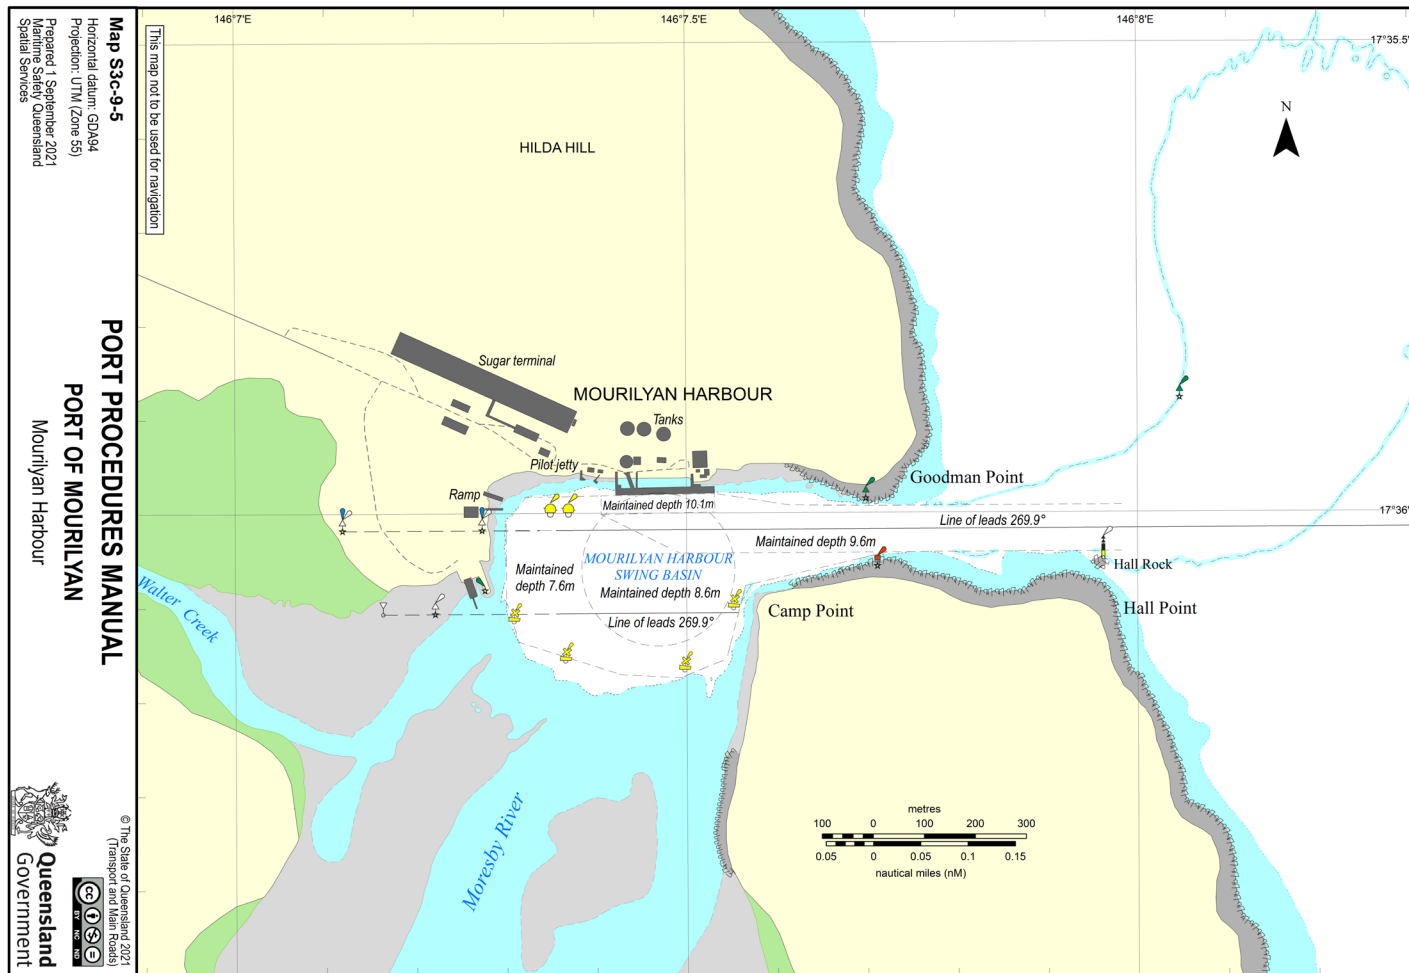 Map S3c-9-5
Horizontal datum: GDA94
Projection: UTM (Zone 55)
Prepared 1 September 2021
Maritime Safety Queensland
Spatial Services
This map not to be used for navigation
PORT PROCEDURES MANUAL
PORT OF MOURILYAN
Mourilyan Harbour
© The State of Queensland 2021
(Transport and Main Roads)
cc
BY NC ND
Queensland
Government
146°7'E
146°7.5'E
146°8'E
17°35.5'
N
HILDA HILL
Sugar terminal
MOURILYAN HARBOUR
Tanks
Pilot jetty
Goodman Point
Ramp
Maintained depth 10.1m
17°36'
Line of leads 269.9°
Maintained depth 9.6m
MOURILYAN HARBOUR
SWING BASIN
Hall Rock
Maintained
depth 7.6m
Maintained depth 8.6m
Camp Point
Hall Point
Line of leads 269.9°
Walter Creek
Moresby River
metres
100 0 100 200 300
0.05 0 0.05 0.1 0.15
nautical miles (nM)